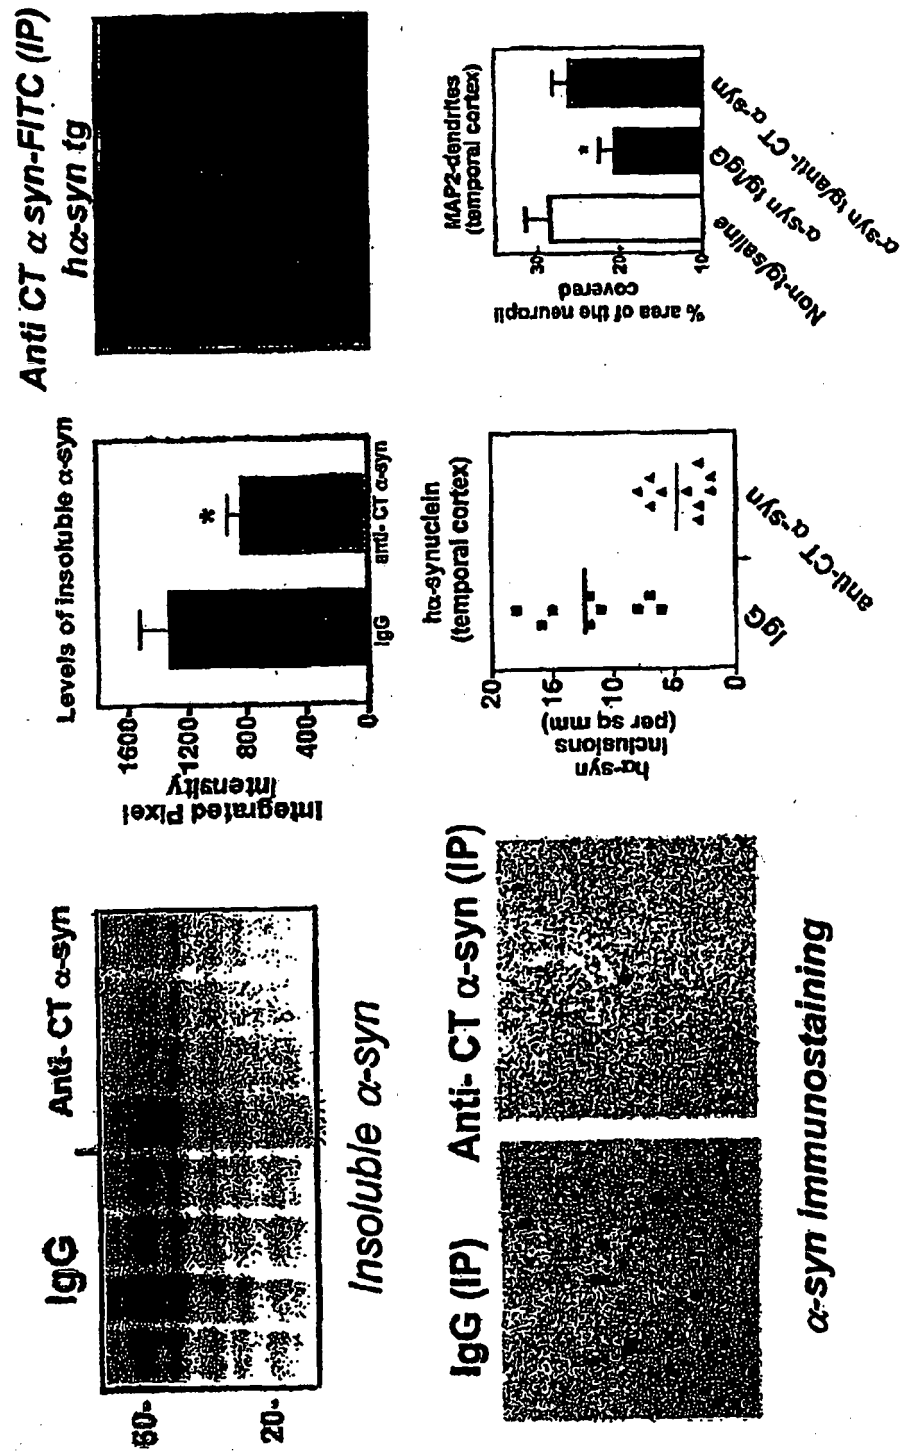 IgG
Anti- CT α-syn
60-
20-
Insoluble α-syn
Levels of insoluble α-syn
Integrated Pixel
Intensity
1600-
1200-
800-
400-
0-
*
IgG
anti- CT α-syn
Anti CT α syn-FITC (IP)
hα-syn tg
IgG (IP)
Anti- CT α-syn (IP)
α-syn immunostaining
hα-synuclein
(temporal cortex)
hα-syn
inclusions
(per sq mm)
20
15
10
5
0
IgG
anti-CT α-syn
MAP2-dendrites
(temporal cortex)
% area of the neuropil
covered
30
20
10
*
Non-tg/saline
α-syn tg/IgG
α-syn tg/anti- CT α-syn